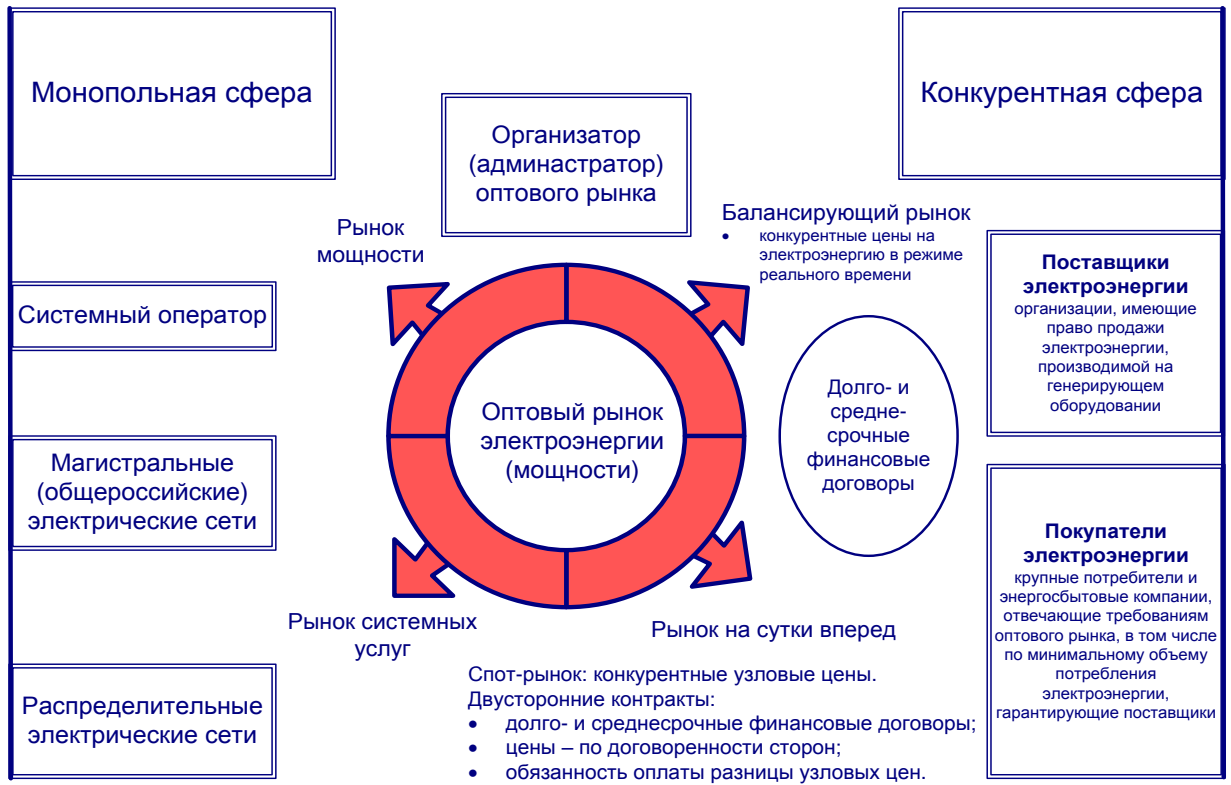 Монопольная сфера
Конкурентная сфера
Организатор
(админастратор)
оптового рынка
Рынок
мощности
Балансирующий рынок
• конкурентные цены на
электроэнергию в режиме
реального времени
Системный оператор
Магистральные
(общероссийские)
электрические сети
Распределительные
электрические сети
Оптовый рынок
электроэнергии
(мощности)
Долго- и
средне-
срочные
финансовые
договоры
Поставщики
электроэнергии
организации, имеющие
право продажи
электроэнергии,
производимой на
генерирующем
оборудовании
Покупатели
электроэнергии
крупные потребители и
энергосбытовые компании,
отвечающие требованиям
оптового рынка, в том числе
по минимальному объему
потребления
электроэнергии,
гарантирующие поставщики
Рынок системных
услуг
Рынок на сутки вперед
Спот-рынок: конкурентные узловые цены.
Двусторонние контракты:
• долго- и среднесрочные финансовые договоры;
• цены – по договоренности сторон;
• обязанность оплаты разницы узловых цен.